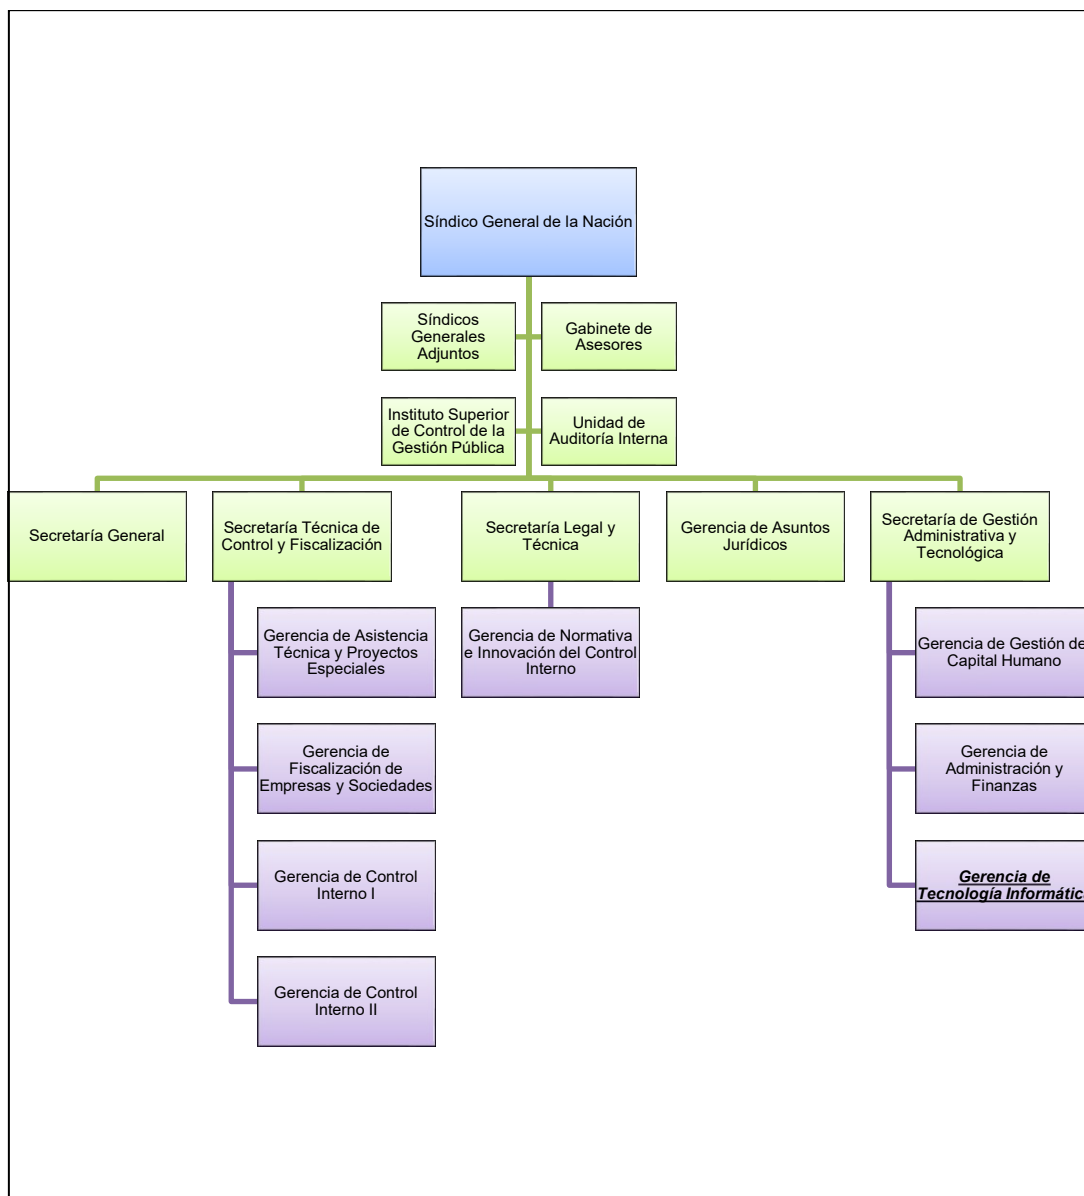 Síndico General de la Nación
Síndicos
Generales
Adjuntos
Gabinete de
Asesores
Instituto Superior
de Control de la
Gestión Pública
Unidad de
Auditoría Interna
Secretaría General
Secretaría Técnica de
Control y Fiscalización
Secretaría Legal y
Técnica
Gerencia de Asuntos
Jurídicos
Secretaría de Gestión
Administrativa y
Tecnológica
Gerencia de Asistencia
Técnica y Proyectos
Especiales
Gerencia de Fiscalización de
Empresas y Sociedades
Gerencia de Control
Interno I
Gerencia de Control
Interno II
Gerencia de Normativa
e Innovación del Control
Interno
Gerencia de Gestión de
Capital Humano
Gerencia de
Administración y
Finanzas
Gerencia de
Tecnología Informátic